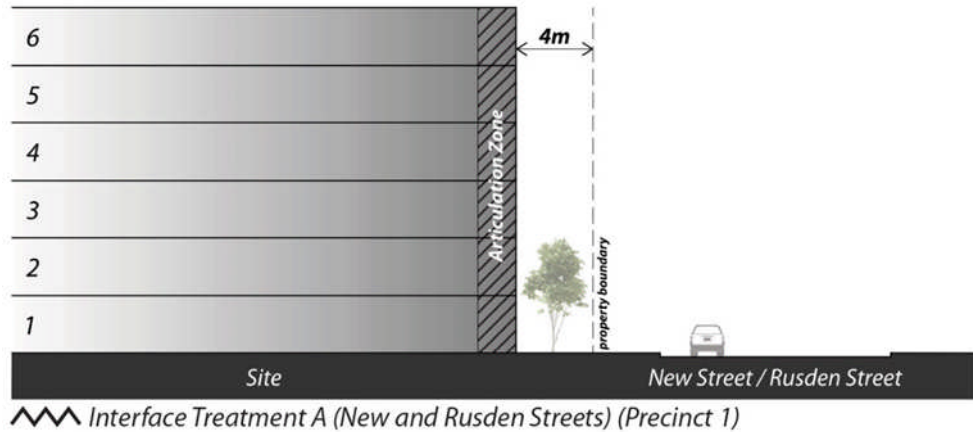 6
4m
5
4
3
2
1
Articulation Zone
property boundary
Site
New Street / Rusden Street
Interface Treatment A (New and Rusden Streets) (Precinct 1)